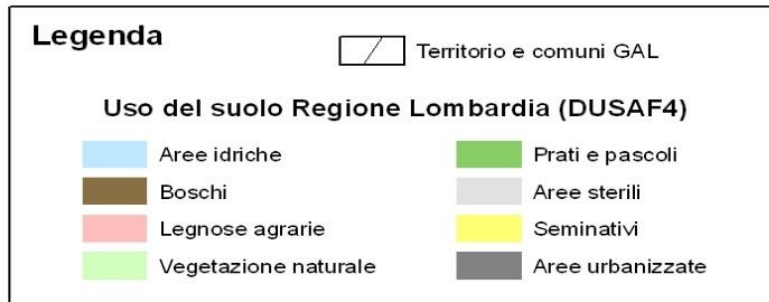 Legenda
Territorio e comuni GAL
Uso del suolo Regione Lombardia (DUSAF4)
Aree idriche
Boschi
Legnose agrarie
Vegetazione naturale
Prati e pascoli
Aree sterili
Seminativi
Aree urbanizzate